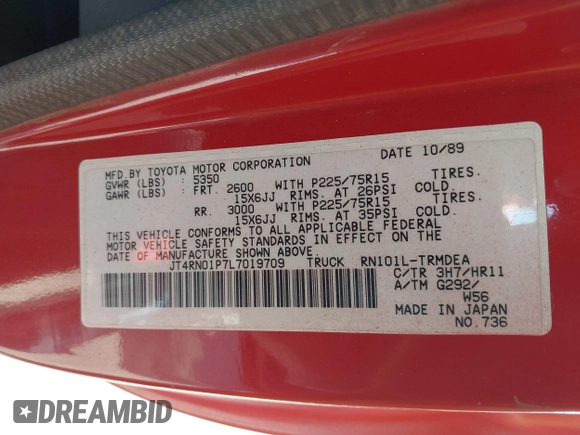 MFD.BY TOYOTA MOTOR CORPORATION DATE 10/89
GVWR (LBS) : 5350
GAWR (LBS) : FRT. 2600 WITH P225/75R15 TIRES.
15X6JJ RIMS. AT 26PSI COLD.
RR. 3000 WITH P225/75R15 TIRES.
15X6JJ RIMS. AT 35PSI COLD.
THIS VEHICLE CONFORMS TO ALL APPLICABLE FEDERAL
MOTOR VEHICLE SAFETY STANDARDS IN EFFECT ON THE
DATE OF MANUFACTURE SHOWN ABOVE.
JT4RN01P7L7019709 TRUCK RN101L-TRMDEA
C/TR 3H7/HR11
A/TM G292/
W56
MADE IN JAPAN
NO.736
DREAMBID